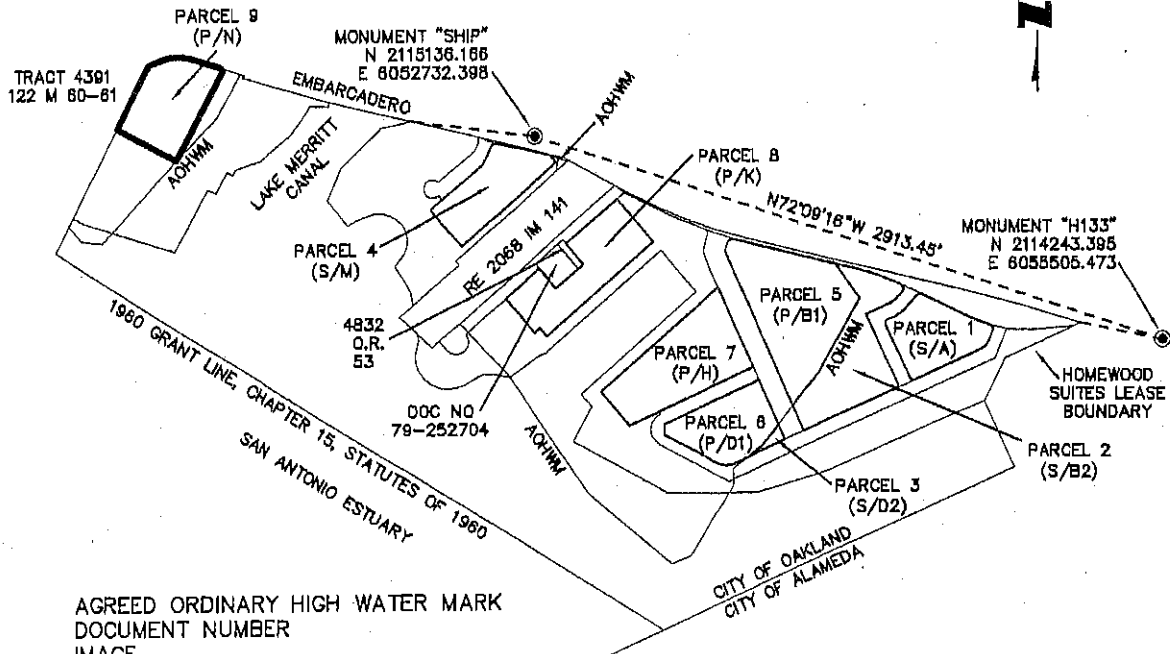 PARCEL 9
(P/N)
TRACT 4391
122 M 60-61
MONUMENT "SHIP"
N 2115136.166
E 6052732.398
EMBARCADERO
AOHWM
AOHWM
LAKE MERRITT
CANAL
PARCEL 8
(P/K)
N72°09'16"W 2913.45'
MONUMENT "H133"
N 2114243.395
E 6055505.473
PARCEL 4
(S/M)
RE 2068 IM 141
PARCEL 5
(P/B1)
AOHWM
PARCEL 1
(S/A)
4832
O.R.
53
PARCEL 7
(P/H)
HOMEWOOD
SUITES LEASE
BOUNDARY
DOC NO
79-252704
AOHWM
PARCEL 6
(P/D1)
PARCEL 2
(S/B2)
PARCEL 3
(S/D2)
1960 GRANT LINE, CHAPTER 15, STATUTES OF 1960
SAN ANTONIO ESTUARY
CITY OF OAKLAND
CITY OF ALAMEDA
AGREED ORDINARY HIGH WATER MARK
DOCUMENT NUMBER
IMAGE